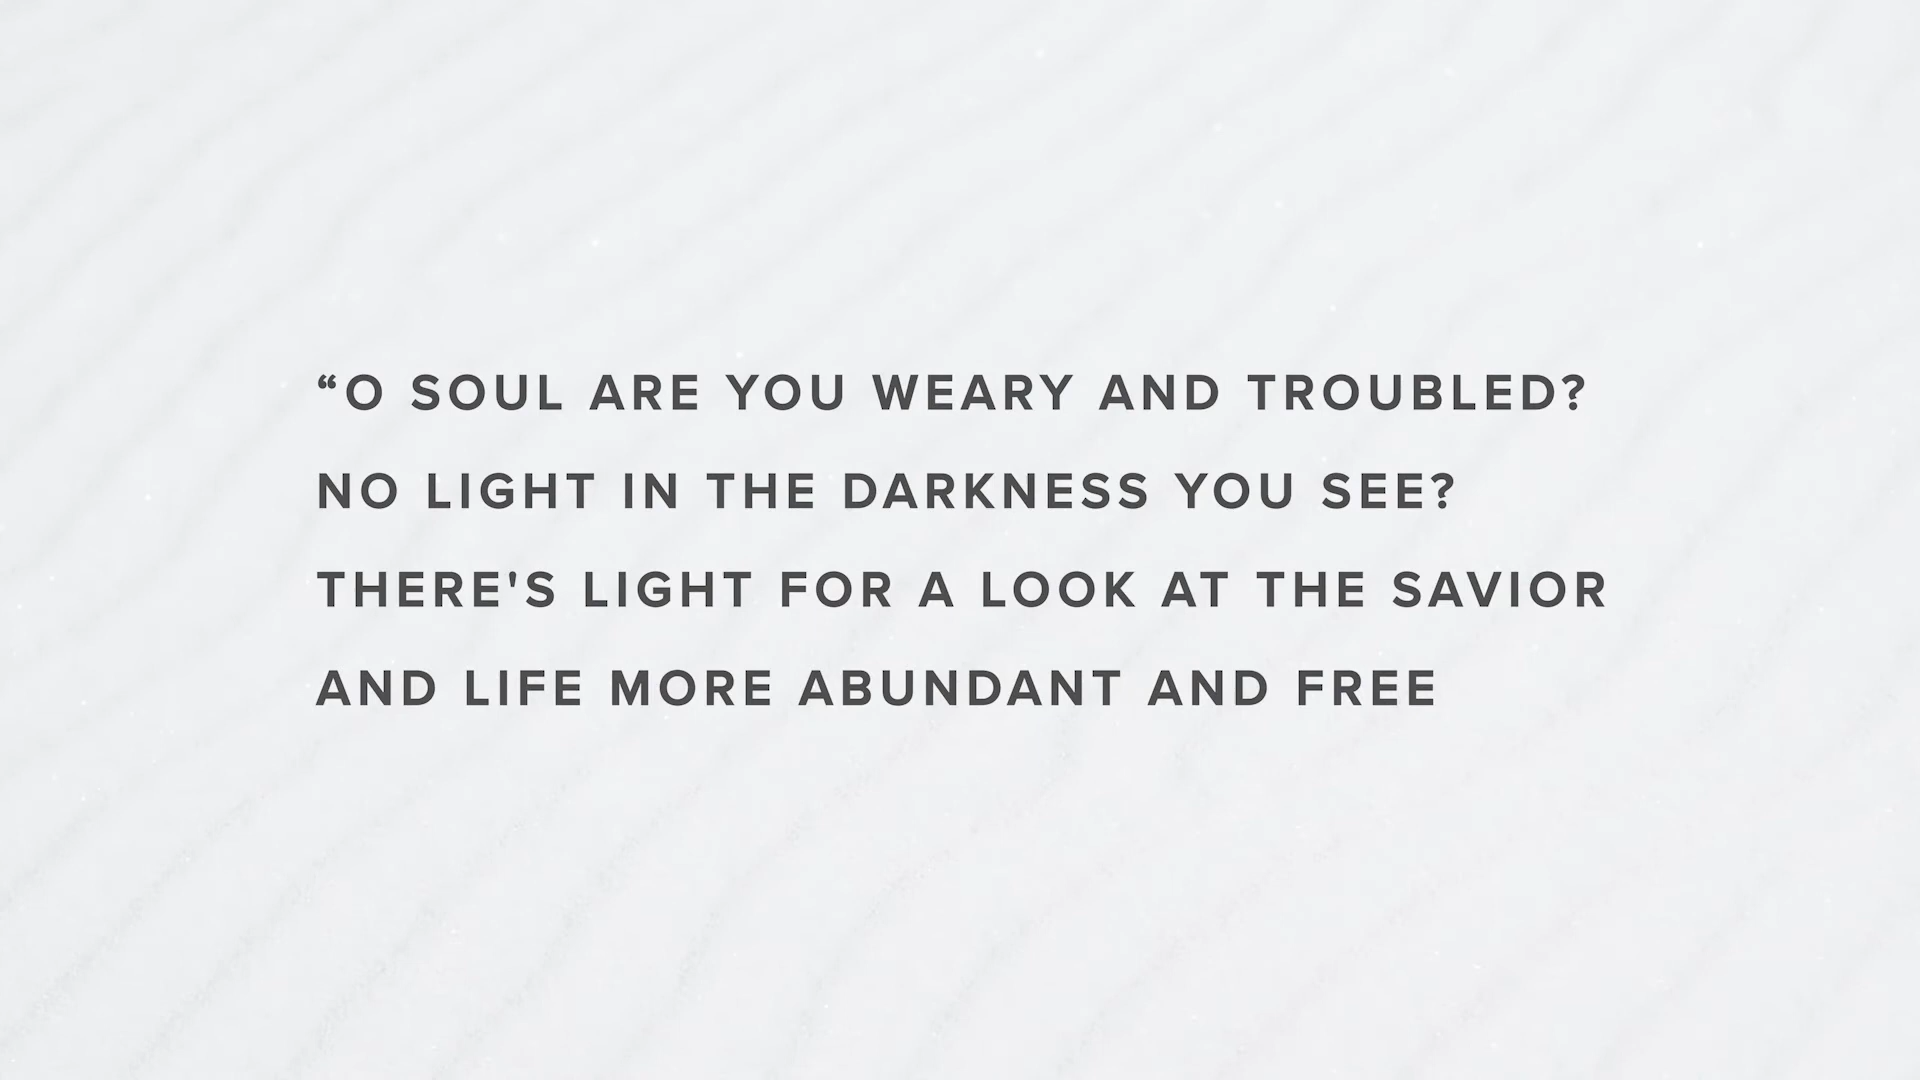 “O SOUL ARE YOU WEARY AND TROUBLED?
NO LIGHT IN THE DARKNESS YOU SEE?
THERE'S LIGHT FOR A LOOK AT THE SAVIOR
AND LIFE MORE ABUNDANT AND FREE